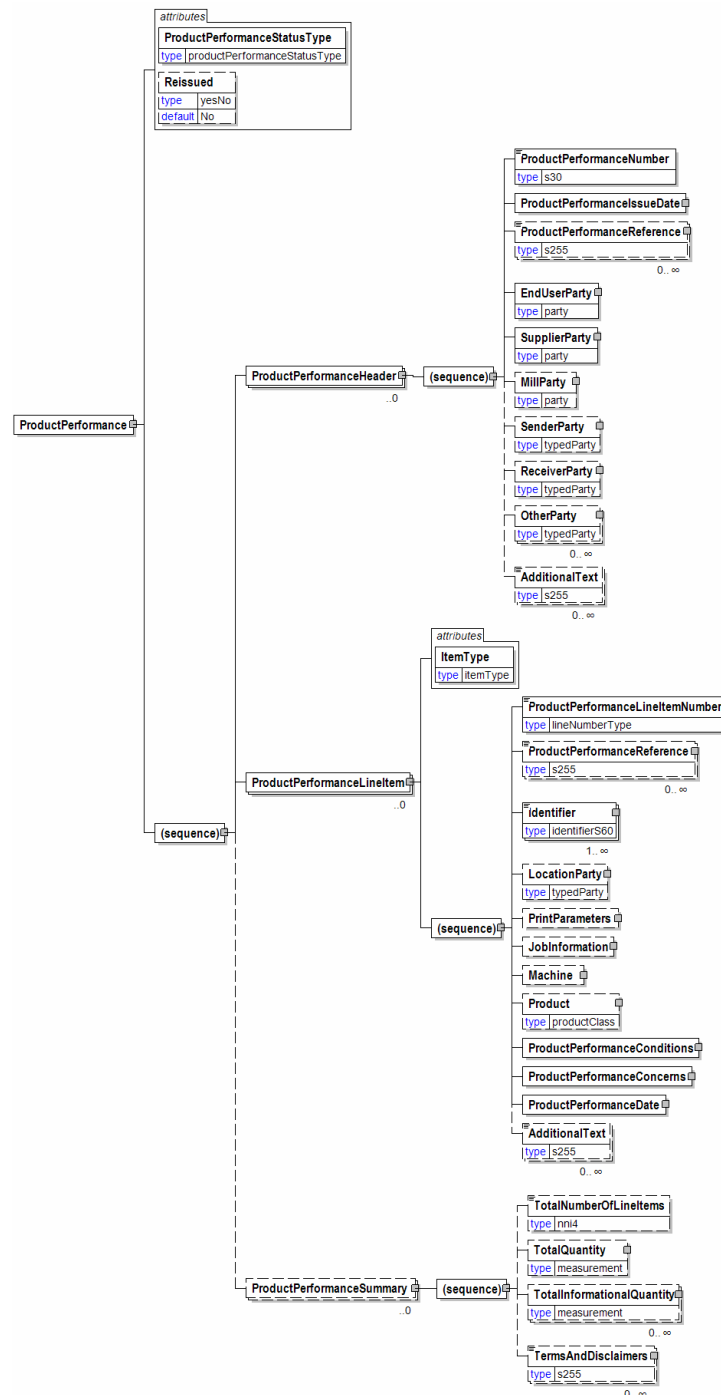 attributes
ProductPerformanceStatusType
type productPerformanceStatusType
Reissued
type yesNo
default No
ProductPerformanceNumber
type s30
ProductPerformanceIssueDate
ProductPerformanceReference
type s255
0.. ∞
EndUserParty
type party
SupplierParty
type party
ProductPerformanceHeader
..0
(sequence)
MillParty
type party
SenderParty
type typedParty
ReceiverParty
type typedParty
OtherParty
type typedParty
0.. ∞
AdditionalText
type s255
0.. ∞
ProductPerformance
attributes
ItemType
type itemType
ProductPerformanceLineItem
..0
(sequence)
ProductPerformanceLineItemNumber
type lineNumberType
ProductPerformanceReference
type s255
0.. ∞
Identifier
type identifierS60
1.. ∞
LocationParty
type typedParty
(sequence)
PrintParameters
JobInformation
Machine
Product
type productClass
ProductPerformanceConditions
ProductPerformanceConcerns
ProductPerformanceDate
AdditionalText
type s255
0.. ∞
ProductPerformanceSummary
..0
(sequence)
TotalNumberOfLineItems
type nni4
TotalQuantity
type measurement
TotalInformationalQuantity
type measurement
0.. ∞
TermsAndDisclaimers
type s255
0.. ∞